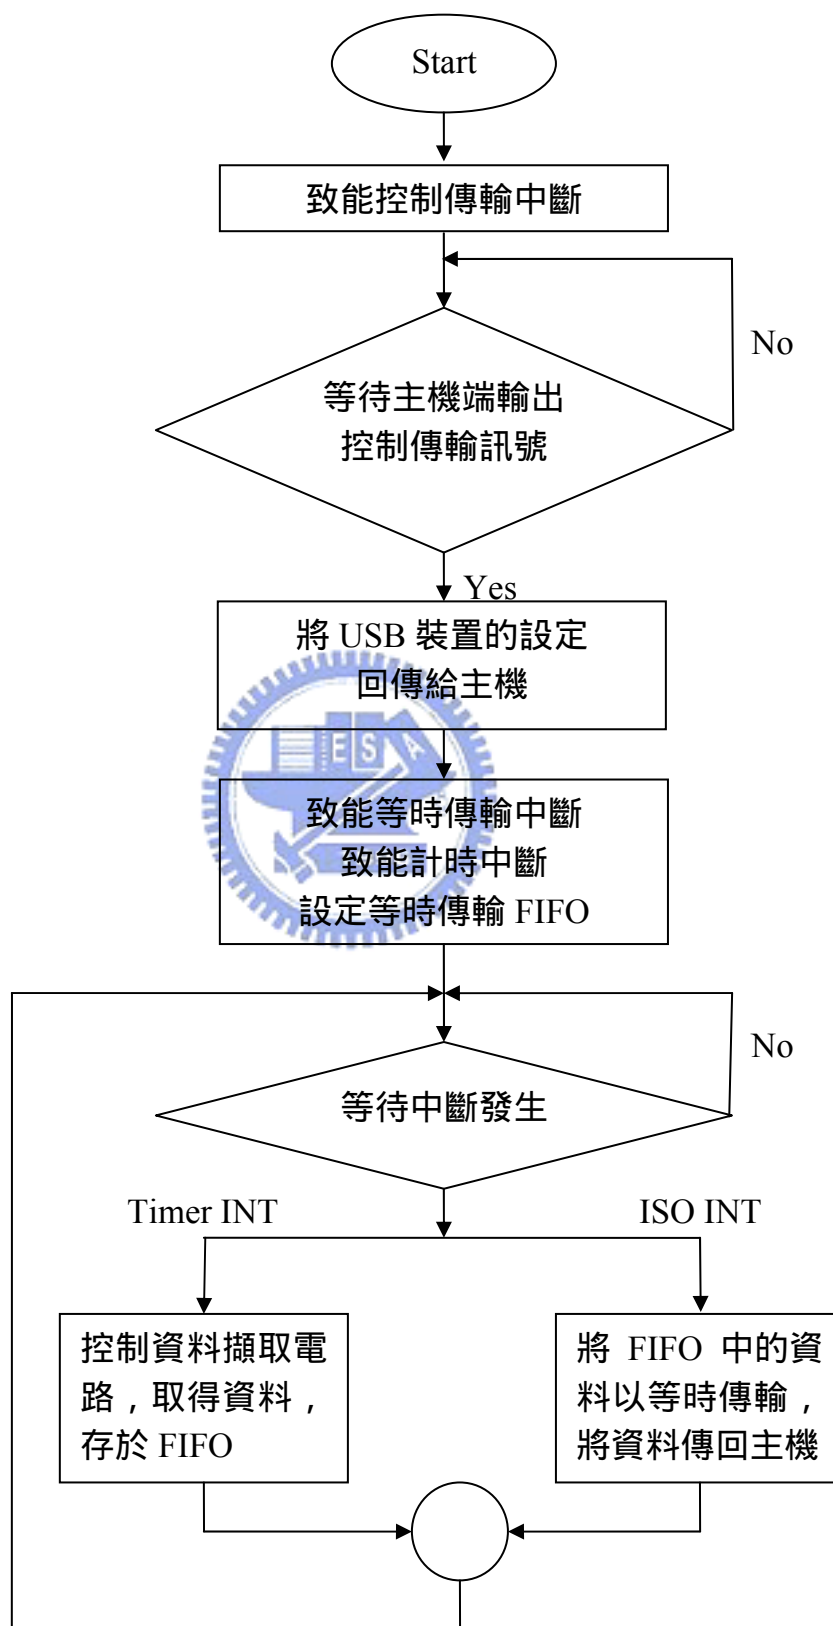 Start
致能控制傳輸中斷
No
等待主機端輸出
控制傳輸訊號
Yes
將 USB 裝置的設定
回傳給主機
E S A
致能等時傳輸中斷
致能計時中斷
設定等時傳輸 FIFO
No
等待中斷發生
Timer INT
ISO INT
控制資料擷取電
路，取得資料，
存於 FIFO
將 FIFO 中的資
料以等時傳輸，
將資料傳回主機